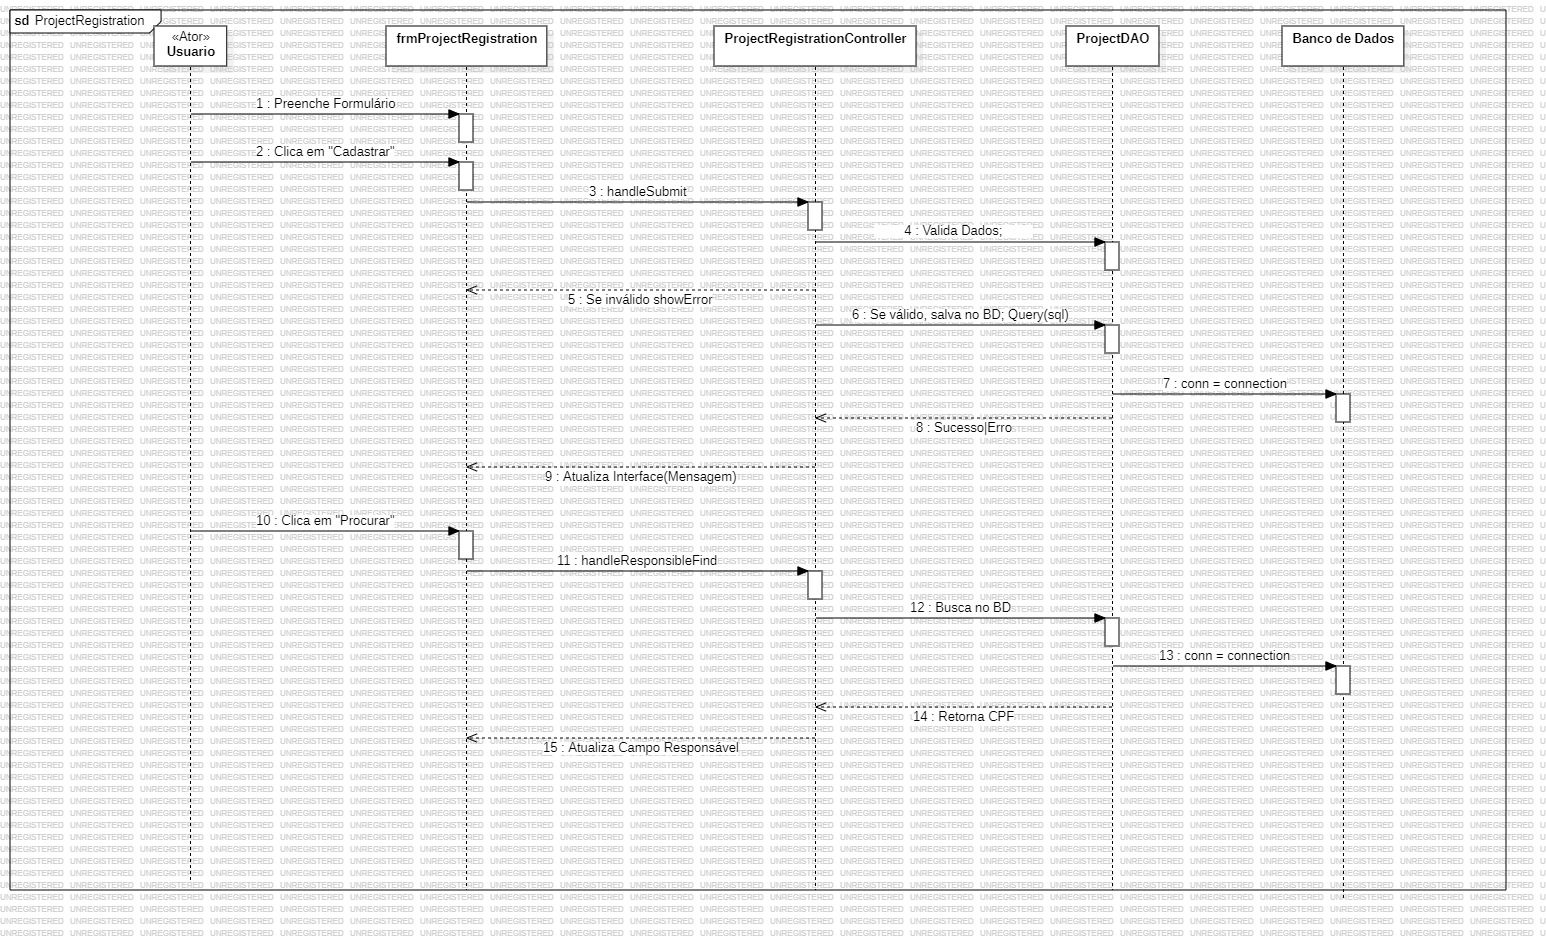 sd ProjectRegistration
«Ator»
Usuario
frmProjectRegistration
ProjectRegistrationController
ProjectDAO
Banco de Dados
1 : Preenche Formulário
2 : Clica em "Cadastrar"
3 : handleSubmit
4 : Valida Dados;
5 : Se inválido showError
6 : Se válido, salva no BD; Query(sql)
7 : conn = connection
8 : Sucesso|Erro
9 : Atualiza Interface(Mensagem)
10 : Clica em "Procurar"
11 : handleResponsibleFind
12 : Busca no BD
13 : conn = connection
14 : Retorna CPF
15 : Atualiza Campo Responsável
UNREGISTERED